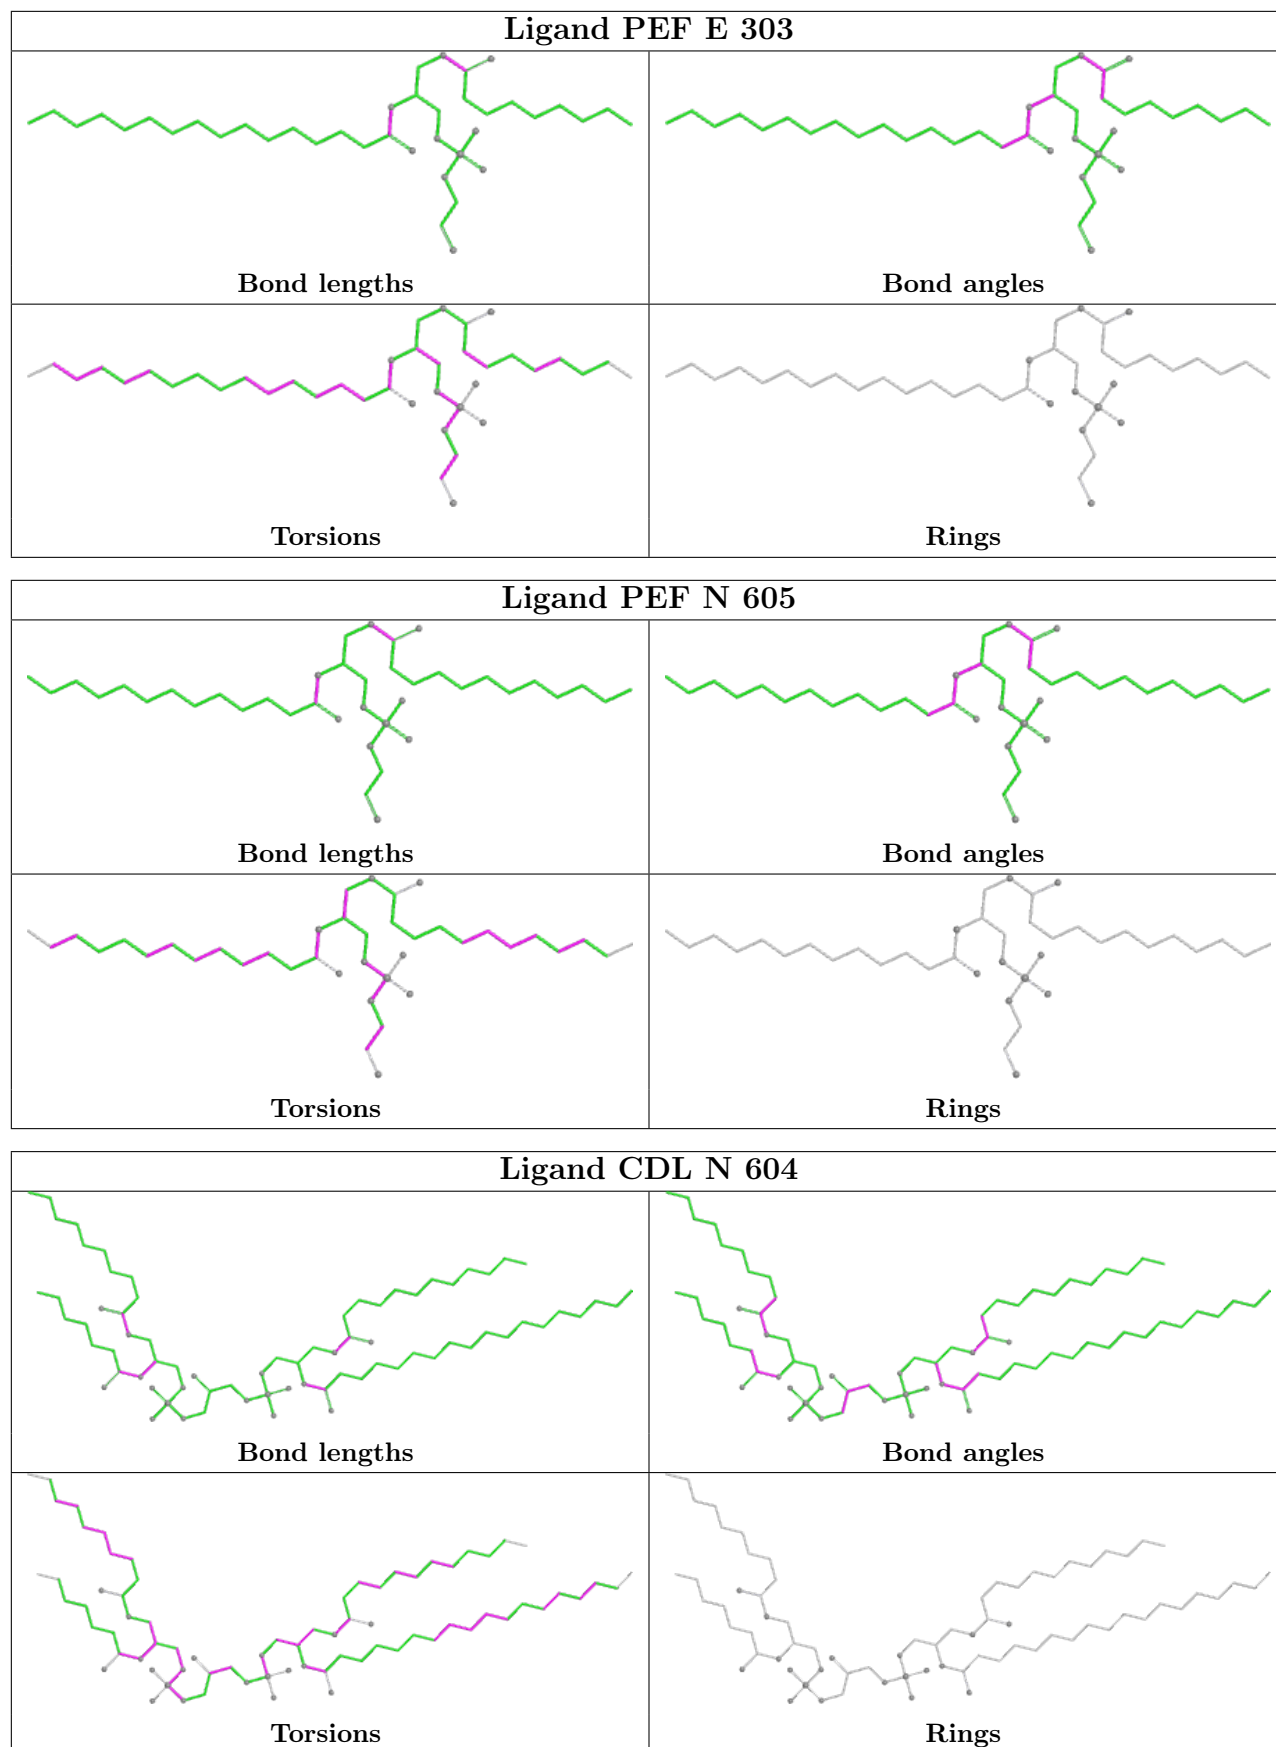 Ligand PEF E 303
Bond lengths
Bond angles
Torsions
Rings
Ligand PEF N 605
Bond lengths
Bond angles
Torsions
Rings
Ligand CDL N 604
Bond lengths
Bond angles
Torsions
Rings